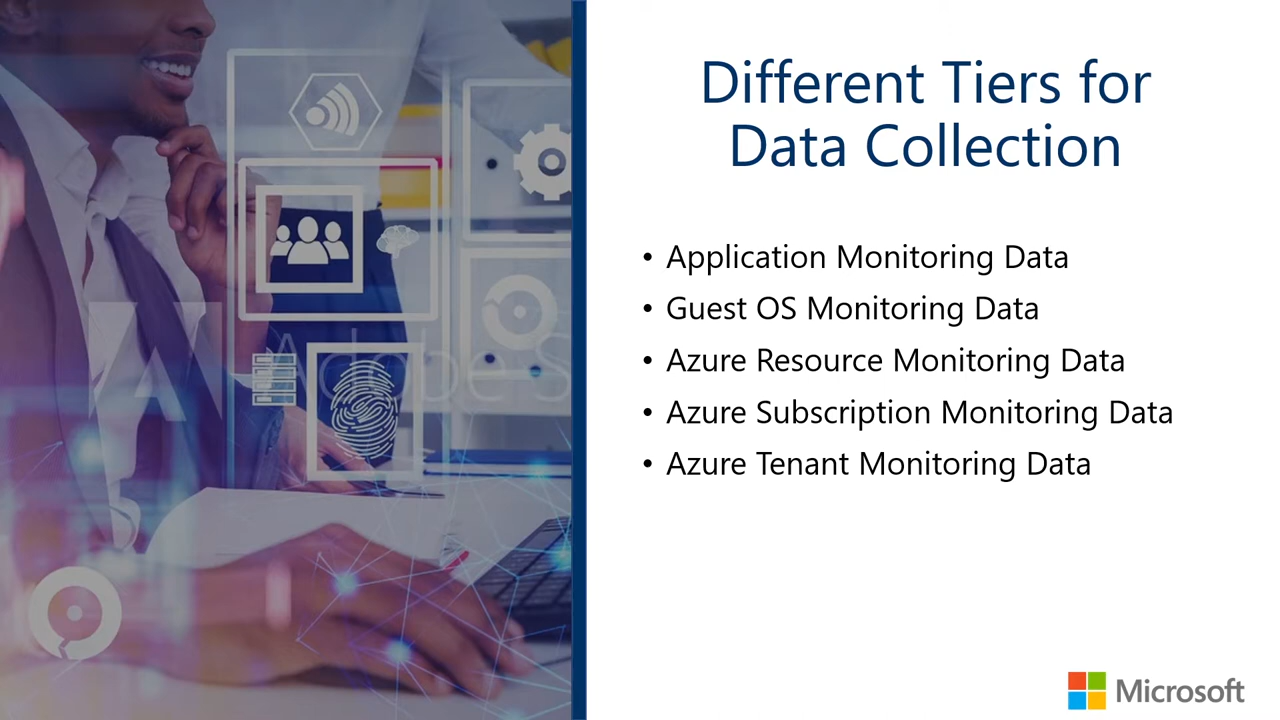 Different Tiers for
Data Collection
• Application Monitoring Data
• Guest OS Monitoring Data
• Azure Resource Monitoring Data
• Azure Subscription Monitoring Data
• Azure Tenant Monitoring Data
Microsoft
Adobe S